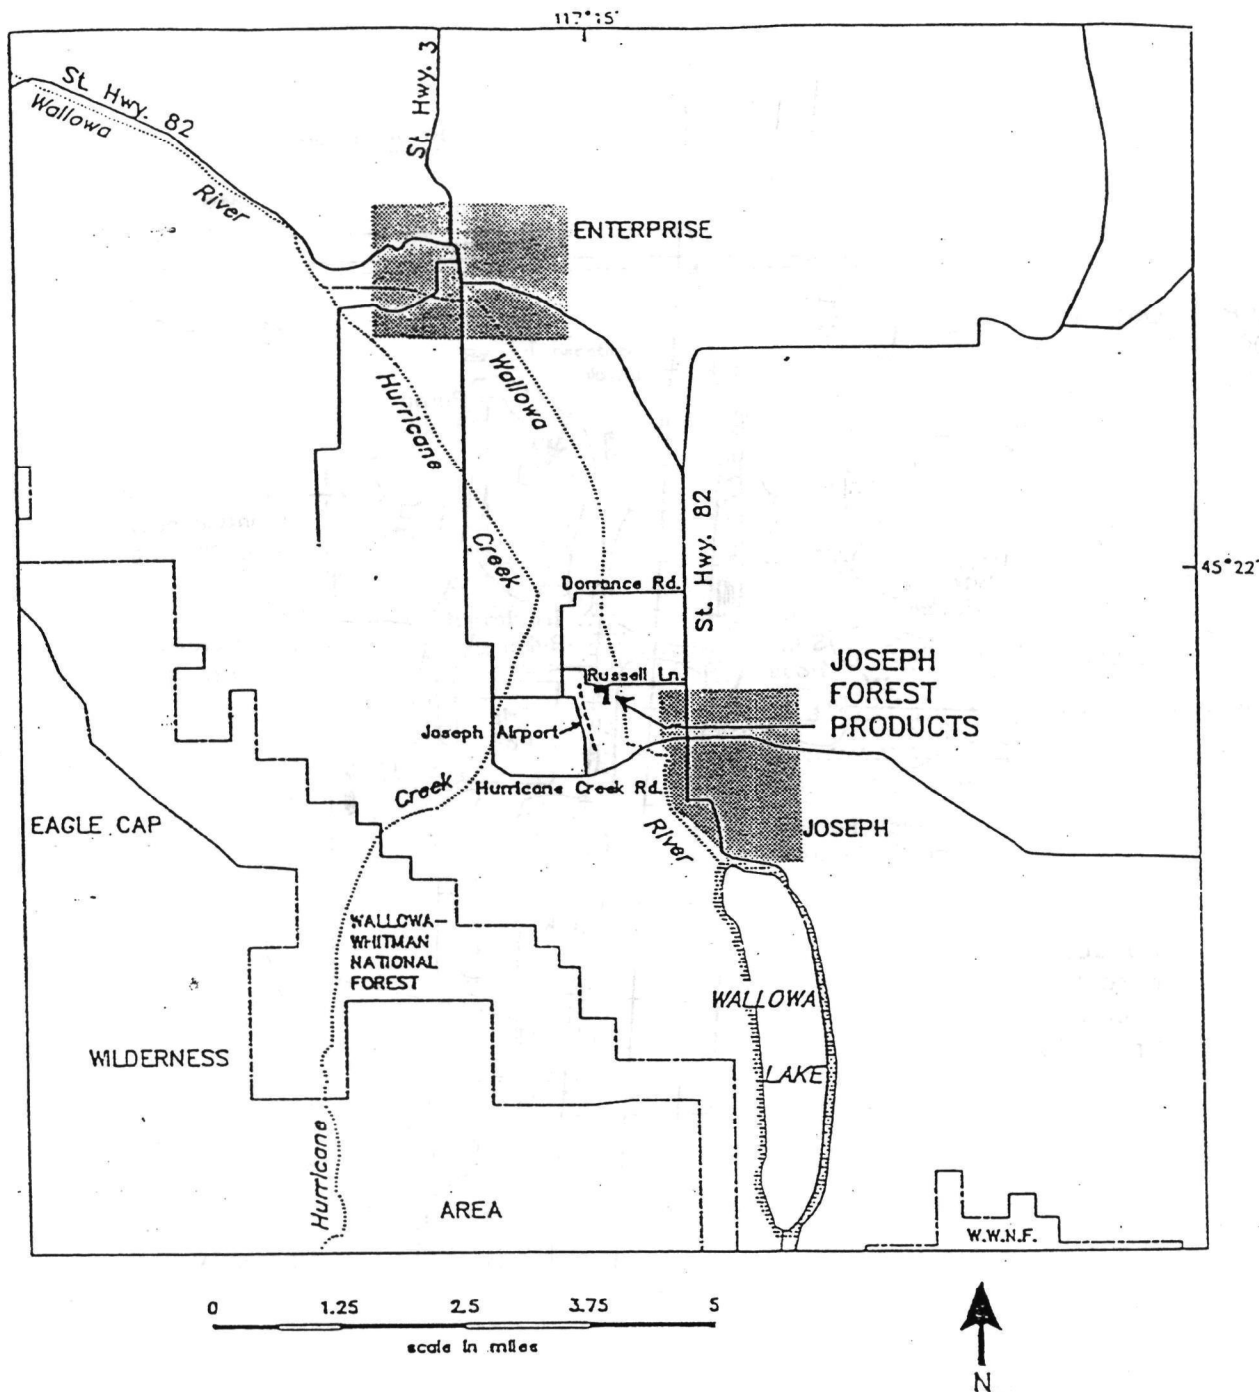 117°15'
St. Hwy. 82
Wallowa
River
St. Hwy. 3
ENTERPRISE
Hurricane
Creek
Wallowa
St. Hwy. 82
45°22'
Dorrance Rd.
Russell Ln.
JOSEPH
FOREST
PRODUCTS
Joseph Airport
Hurricane Creek Rd.
Creek
River
JOSEPH
EAGLE CAP
WALLOWA-
WHITMAN
NATIONAL
FOREST
WALLOWA
LAKE
WILDERNESS
Hurricane
AREA
W.W.N.F.
0 1.25 2.5 3.75 5
scale in miles
N